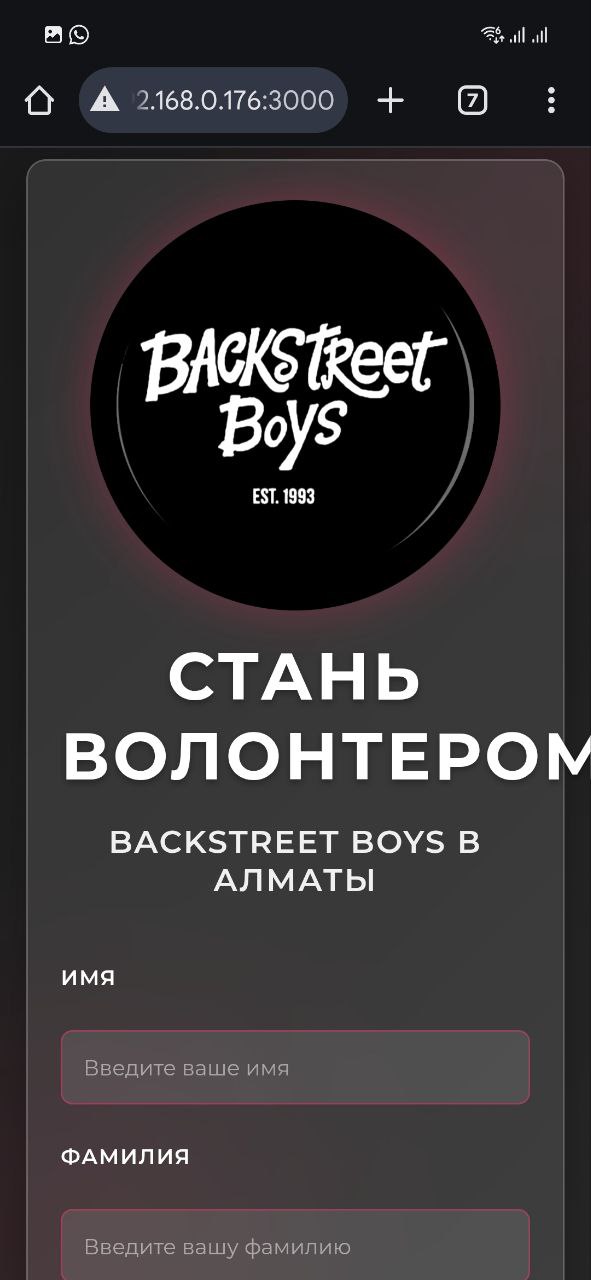 2.168.0.176:3000
7
BACKSTREET
BOYS
EST. 1993
СТАНЬ
ВОЛОНТЕРОМ
BACKSTREET BOYS В
АЛМАТЫ
ИМЯ
Введите ваше имя
ФАМИЛИЯ
Введите вашу фамилию